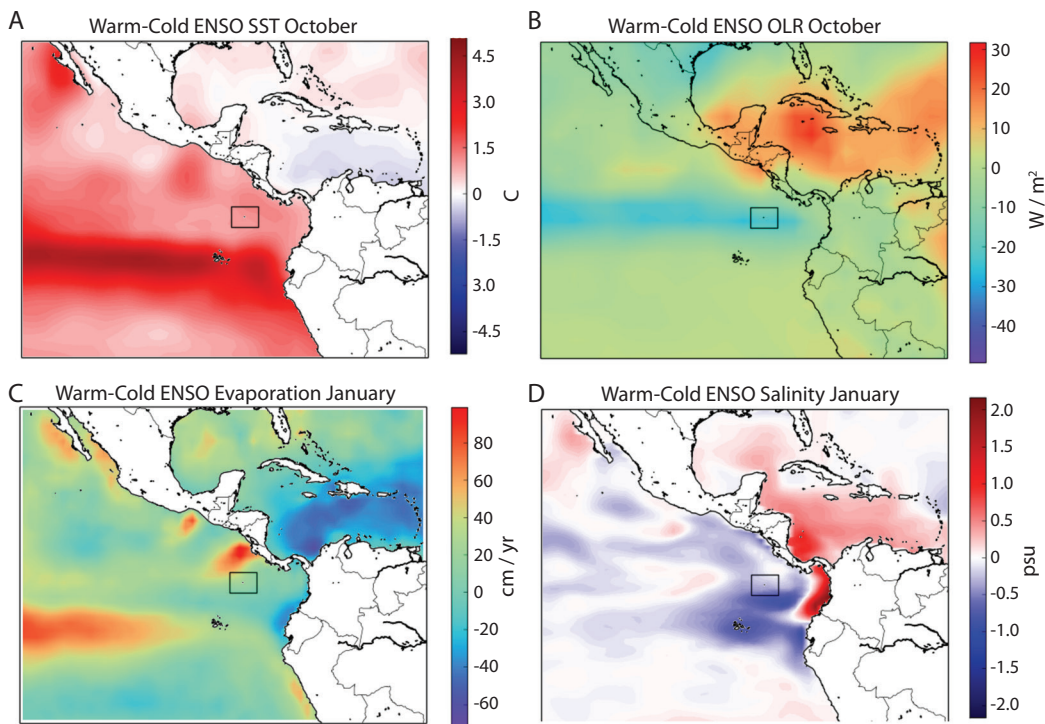 A
Warm-Cold ENSO SST October
4.5
3.0
1.5
0
-1.5
3.0
-4.5
C
B
Warm-Cold ENSO OLR October
30
20
10
0
-10
-20
-30
-40
W / m²
C
Warm-Cold ENSO Evaporation January
80
60
40
20
0
-20
-40
-60
cm / yr
D
Warm-Cold ENSO Salinity January
2.0
1.5
1.0
0.5
0
-0.5
-1.0
-1.5
-2.0
psu